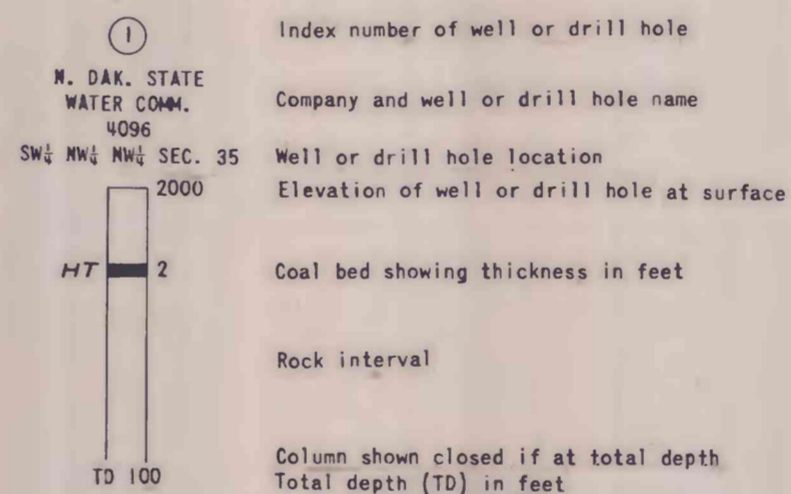 1 Index number of well or drill hole
N. DAK. STATE
WATER COMM. Company and well or drill hole name
4096
SW¼ NW¼ NW¼ SEC. 35 Well or drill hole location
2000 Elevation of well or drill hole at surface
HT 2 Coal bed showing thickness in feet
Rock interval
Column shown closed if at total depth
TD 100 Total depth (TD) in feet